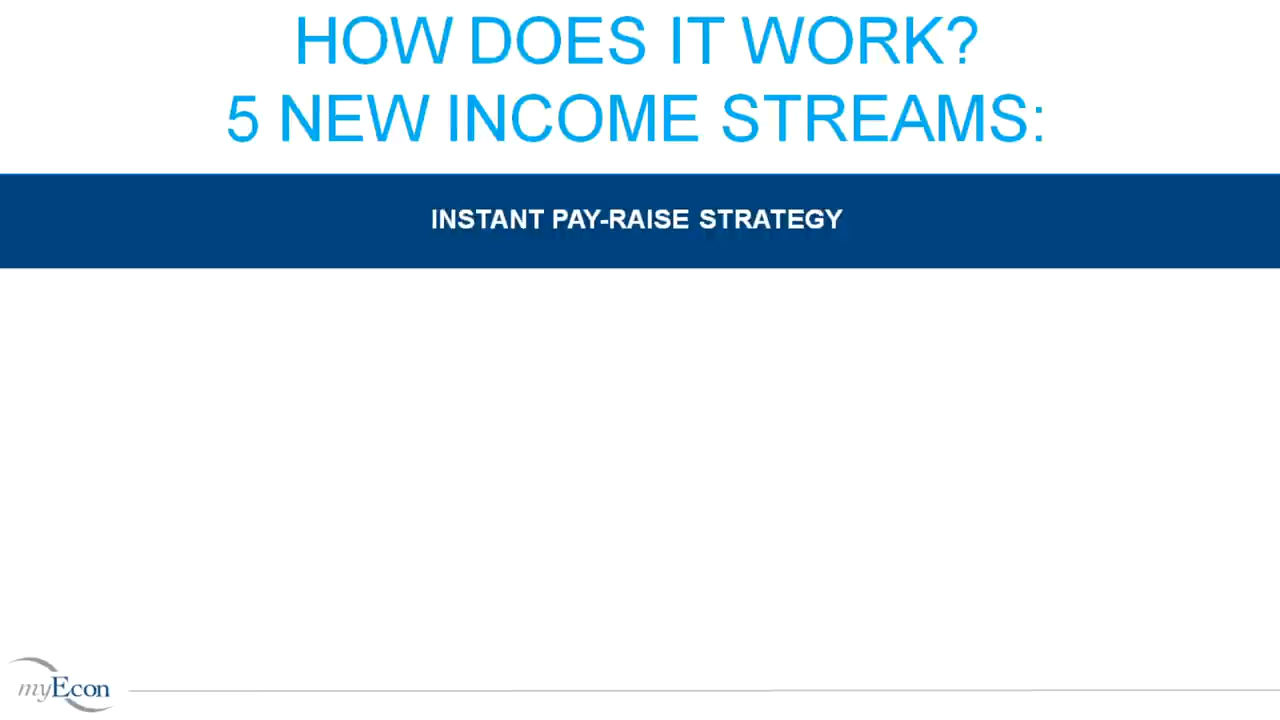 HOW DOES IT WORK?
5 NEW INCOME STREAMS:
INSTANT PAY-RAISE STRATEGY
myEcon